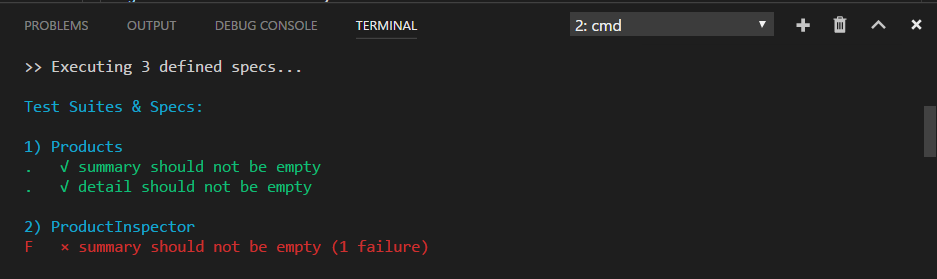 PROBLEMS OUTPUT DEBUG CONSOLE TERMINAL 2: cmd
>> Executing 3 defined specs...
Test Suites & Specs:
1) Products
.   √ summary should not be empty
.   √ detail should not be empty
2) ProductInspector
F   × summary should not be empty (1 failure)